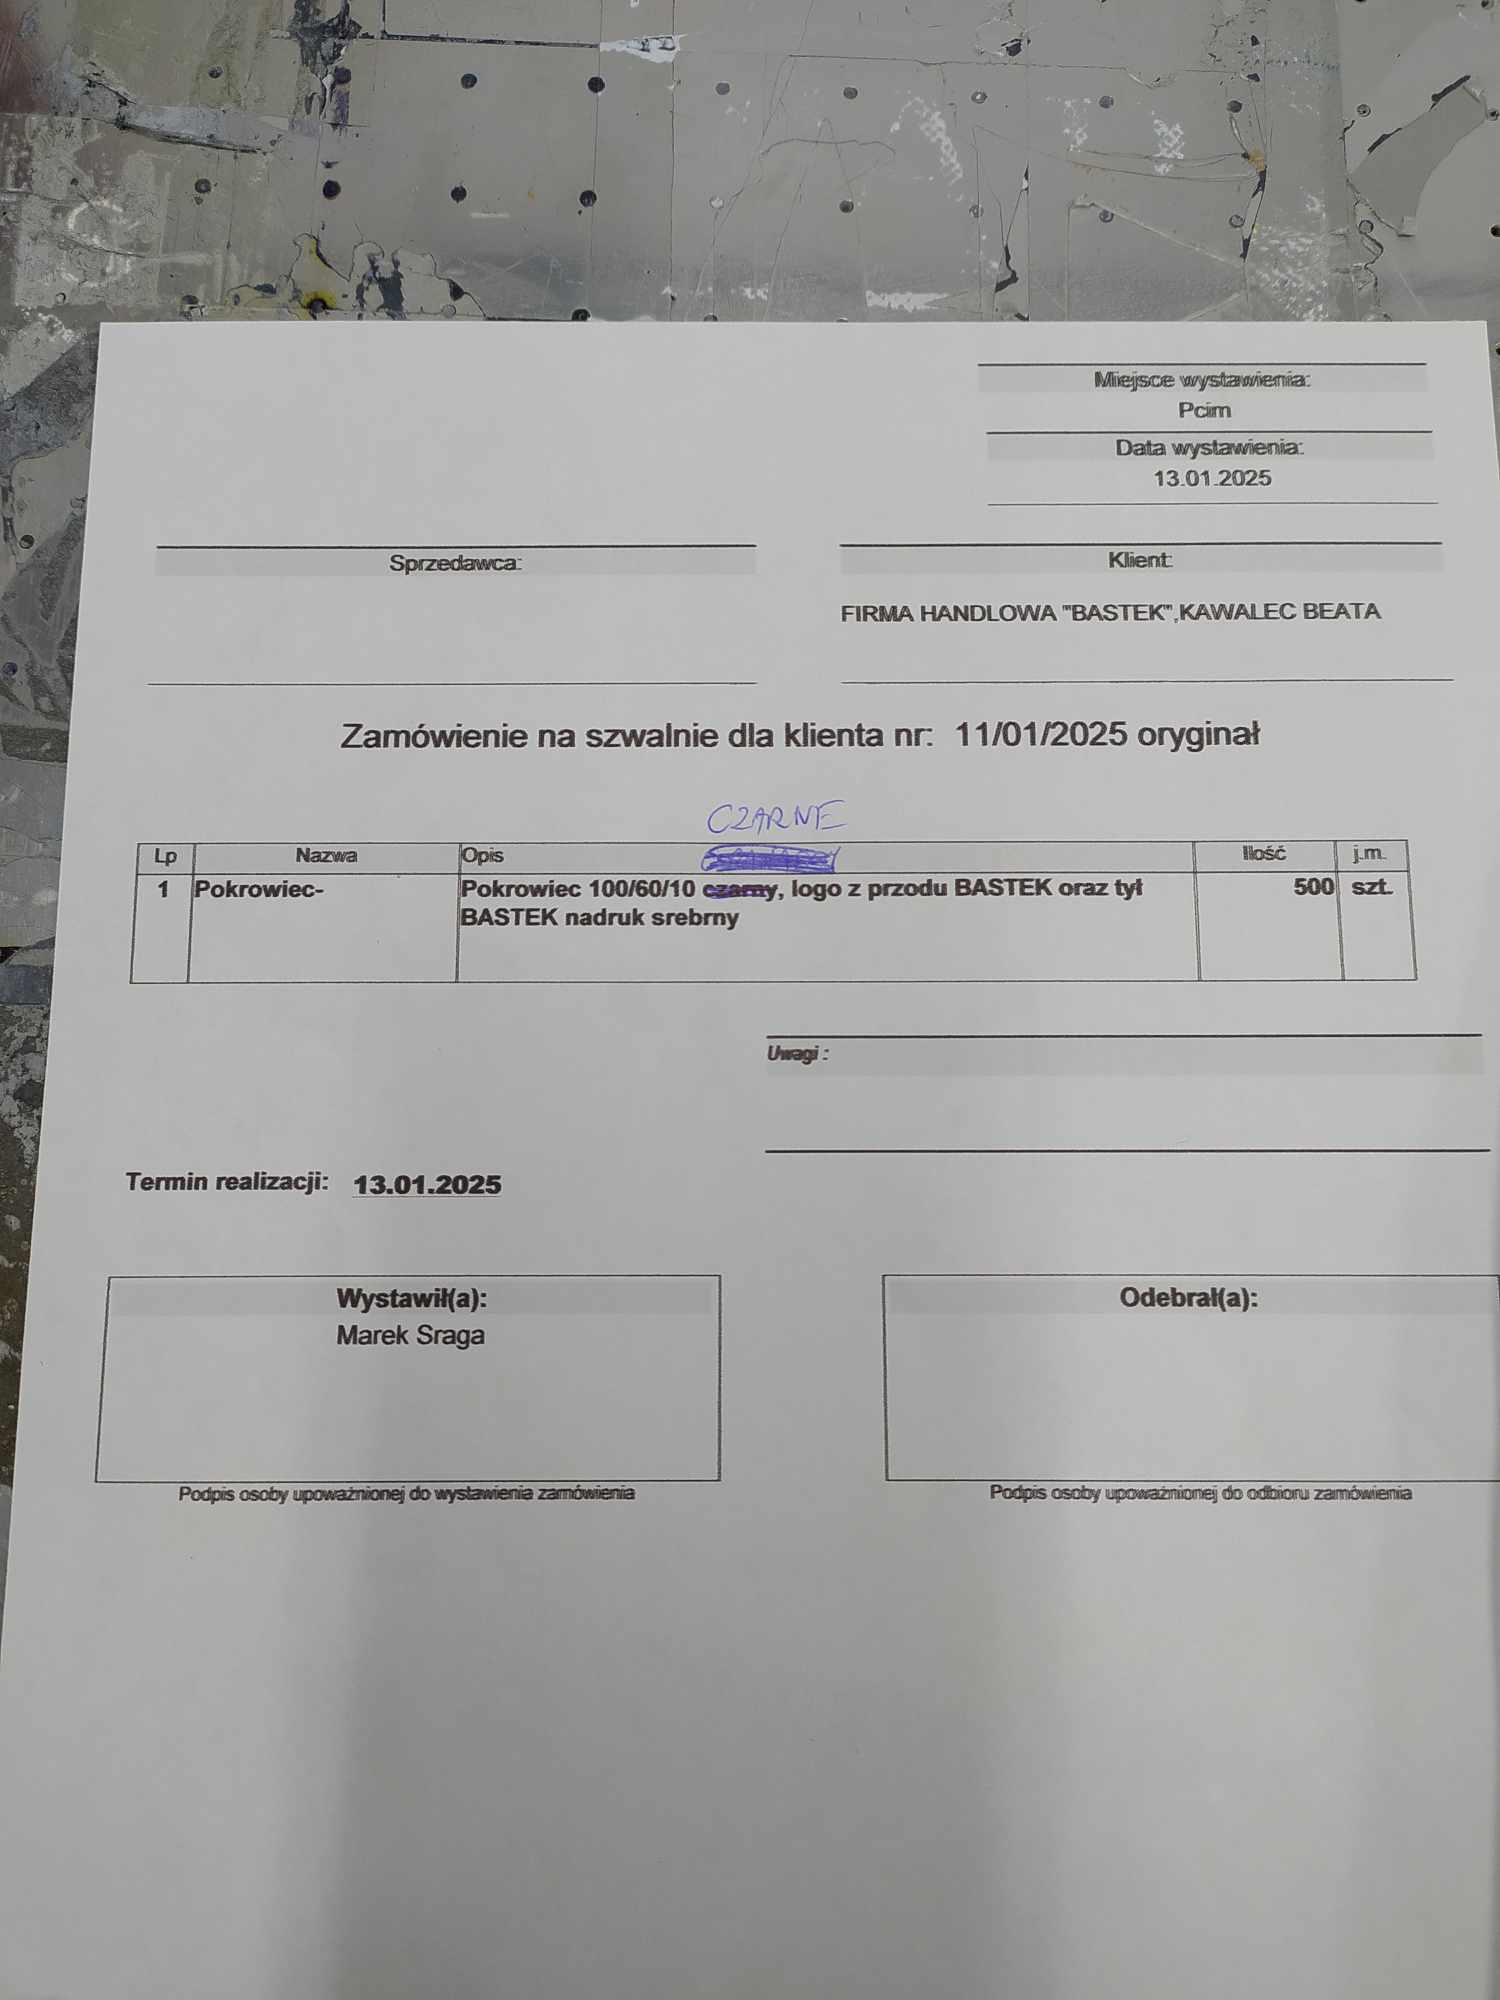 Miejsce wystawienia:
Pcim
Data wystawienia:
13.01.2025
Sprzedawca:
Klient:
FIRMA HANDLOWA "BASTEK",KAWALEC BEATA
Zamówienie na szwalnie dla klienta nr: 11/01/2025 oryginał
CZARNE
Lp Nazwa Opis Ilość j.m.
1 Pokrowiec- Pokrowiec 100/60/10 czarny, logo z przodu BASTEK oraz tył 500 szt.
BASTEK nadruk srebrny
Uwagi :
Termin realizacji: 13.01.2025
Wystawił(a):
Marek Sraga
Podpis osoby upoważnionej do wystawienia zamówienia
Odebrał(a):
Podpis osoby upoważnionej do odbioru zamówienia